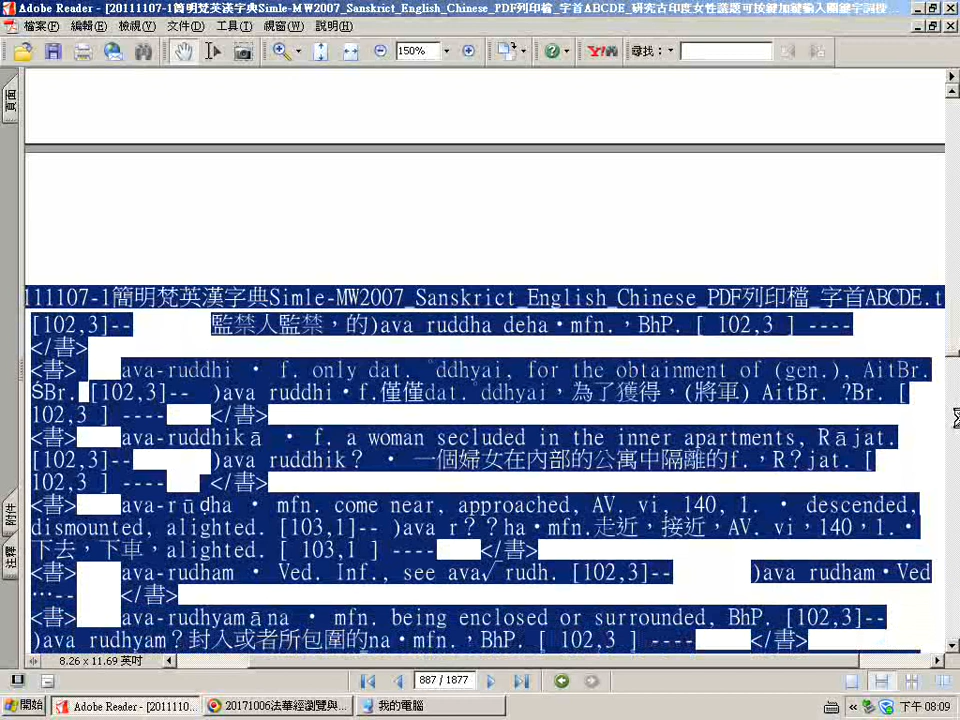 Adobe Reader - [20111107-1簡明梵英漢字典Simle-MW2007_Sanskrict_English_Chinese_PDF列印檔_字首ABCDE_研究古印度女性議題可按鍵加鍵輸入關鍵字詞搜
檔案(F) 編輯(E) 檢視(V) 文件(D) 工具(T) 視窗(W) 說明(H)
150% Y! 尋找:
頁面
111107-1簡明梵英漢字典Simle-MW2007_Sanskrict_English_Chinese_PDF列印檔_字首ABCDE.t
[102,3]-- 監禁人監禁，的)ava ruddha deha‧mfn.，BhP. [ 102,3 ] ----
</書>
<書> ava-ruddhi ‧ f. only dat. °ddhyai, for the obtainment of (gen.), AitBr.
ŚBr. [102,3]-- )ava ruddhi‧f.僅僅dat. °ddhyai，為了獲得，(將軍) AitBr. ?Br. [
102,3 ] ---- </書>
<書> ava-ruddhikā ‧ f. a woman secluded in the inner apartments, Rājat.
[102,3]-- )ava ruddhik? ‧ 一個婦女在內部的公寓中隔離的f.，R?jat. [
102,3 ] ---- </書>
<書> ava-rūḍha ‧ mfn. come near, approached, AV. vi, 140, 1. ‧ descended,
dismounted, alighted. [103,1]-- )ava r??ha‧mfn.走近，接近，AV. vi，140，1.‧
下去，下車，alighted. [ 103,1 ] ---- </書>
<書> ava-rudham ‧ Ved. Inf., see ava√ rudh. [102,3]-- )ava-rudham‧Ved
…-- </書>
<書> ava-rudhyamāna ‧ mfn. being enclosed or surrounded, BhP. [102,3]--
)ava rudhyam?封入或者所包圍的na‧mfn.，BhP. [ 102,3 ] ---- </書>
附件
注釋
8.26 x 11.69 英吋
887 / 1877
開始 Adobe Reader - [2011110... 20171006法華經瀏覽與... 我的電腦 下午 08:09